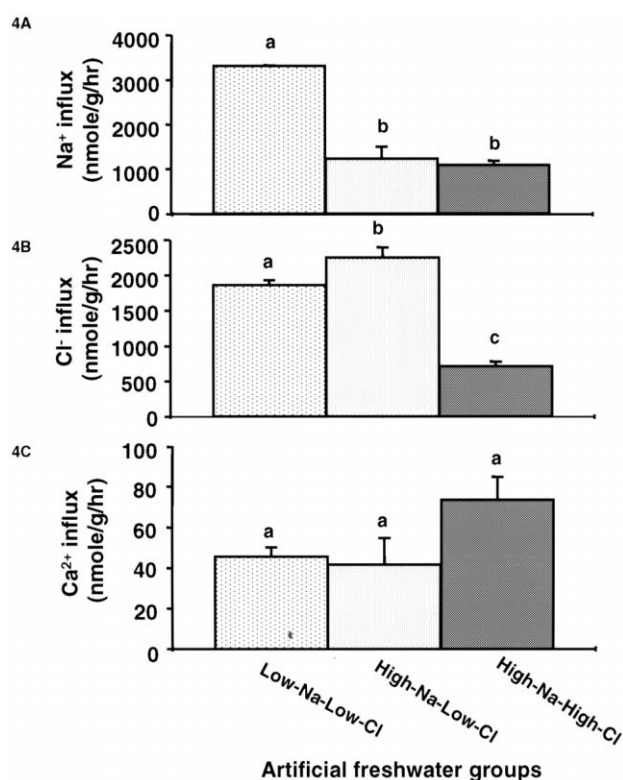 4A
Na⁺ influx
(nmole/g/hr)
4000
3000
2000
1000
0
a
b
b
4B
Cl⁻ influx
(nmole/g/hr)
2500
2000
1500
1000
500
0
a
b
c
4C
Ca²⁺ influx
(nmole/g/hr)
100
80
60
40
20
0
a
a
a
Low-Na-Low-Cl
High-Na-Low-Cl
High-Na-High-Cl
Artificial freshwater groups